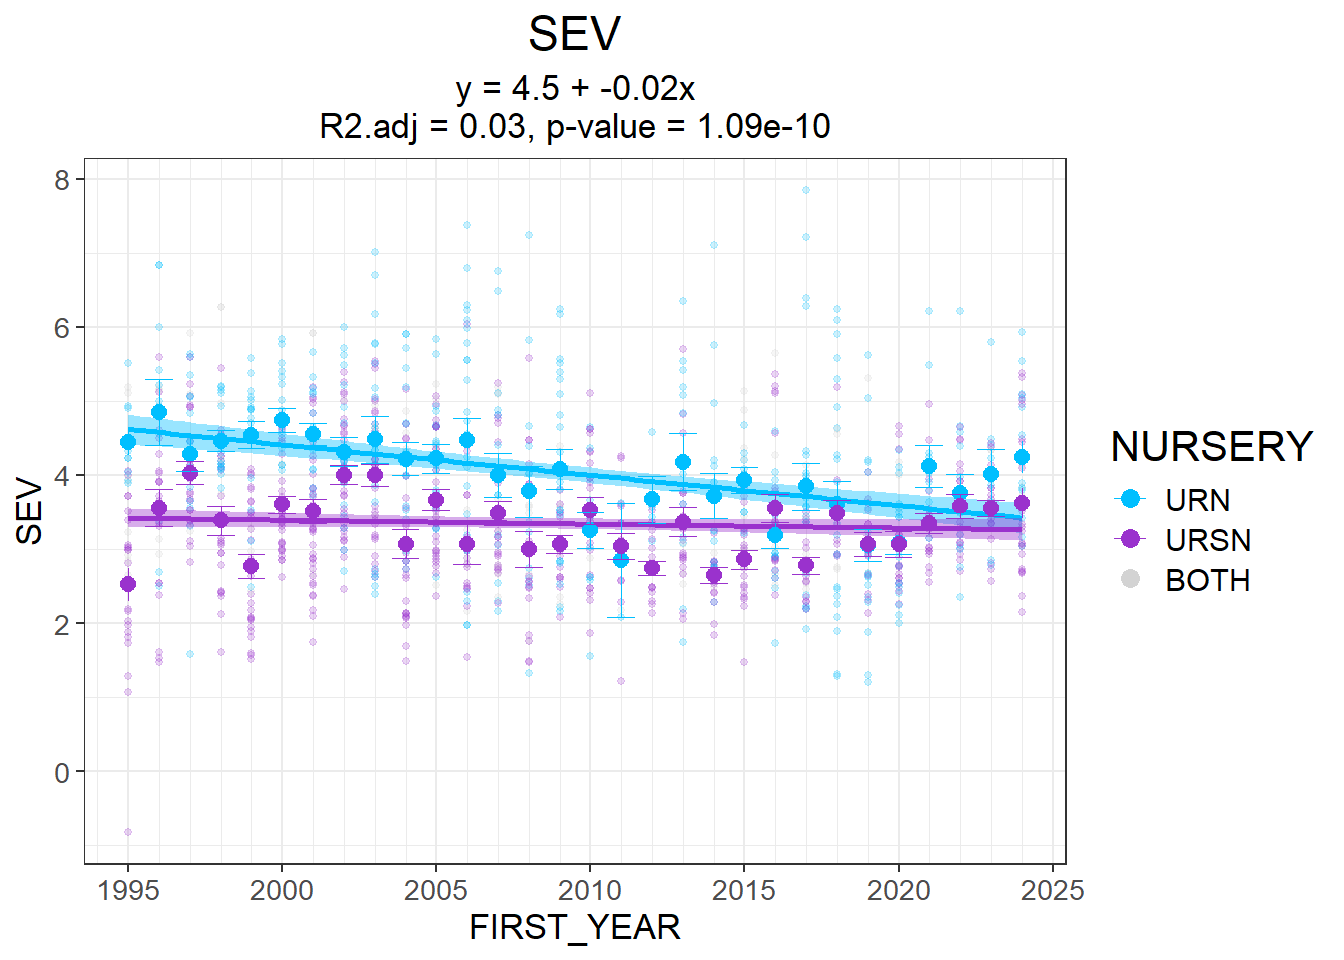 SEV
y = 4.5 + -0.02x
R2.adj = 0.03, p-value = 1.09e-10
8
6
4
2
0
SEV
1995 2000 2005 2010 2015 2020 2025
FIRST_YEAR
NURSERY
URN
URSN
BOTH